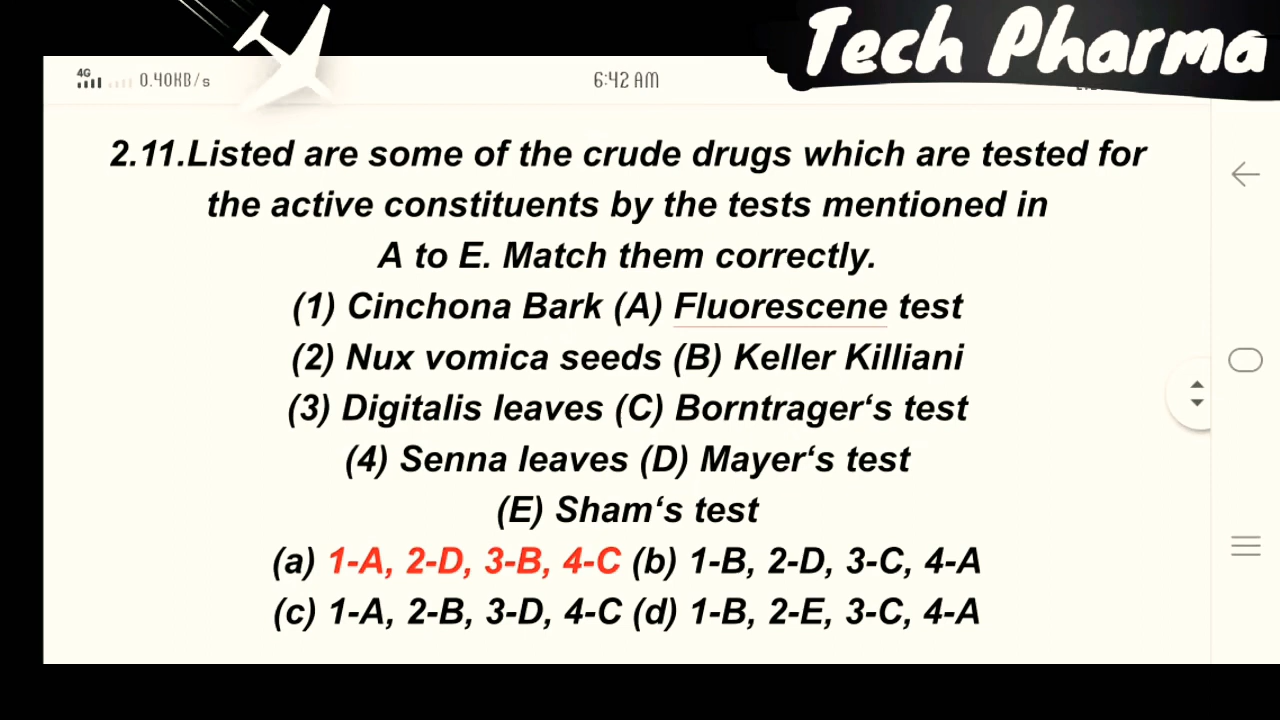 Tech Pharma
4G 0.40KB/s 6:42 AM
2.11.Listed are some of the crude drugs which are tested for
the active constituents by the tests mentioned in
A to E. Match them correctly.
(1) Cinchona Bark (A) Fluorescene test
(2) Nux vomica seeds (B) Keller Killiani
(3) Digitalis leaves (C) Borntrager‘s test
(4) Senna leaves (D) Mayer‘s test
(E) Sham‘s test
(a) 1-A, 2-D, 3-B, 4-C (b) 1-B, 2-D, 3-C, 4-A
(c) 1-A, 2-B, 3-D, 4-C (d) 1-B, 2-E, 3-C, 4-A